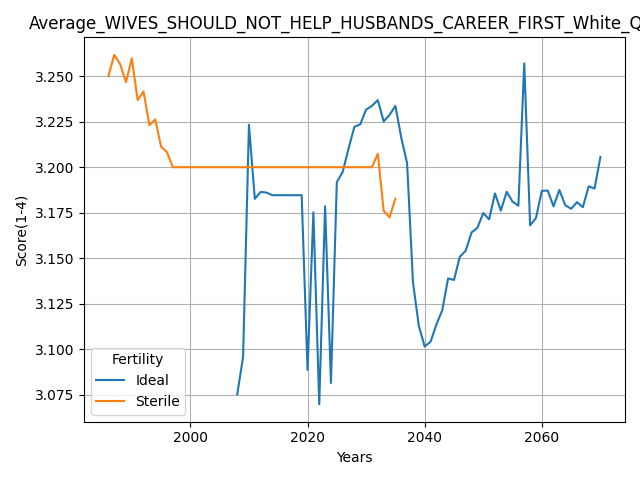 Average_WIVES_SHOULD_NOT_HELP_HUSBANDS_CAREER_FIRST_White_Q
Score(1-4)
3.250
3.225
3.200
3.175
3.150
3.125
3.100
3.075
Fertility
Ideal
Sterile
2000 2020 2040 2060
Years